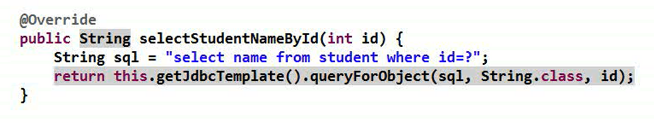 @Override
public String selectStudentNameById(int id) {
    String sql = "select name from student where id=?";
    return this.getJdbcTemplate().queryForObject(sql, String.class, id);
}